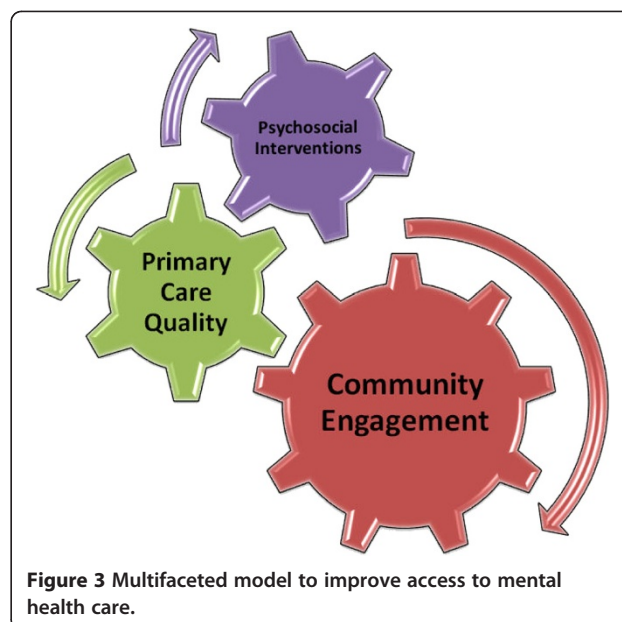 Psychosocial
Interventions
Primary
Care
Quality
Community
Engagement
Figure 3 Multifaceted model to improve access to mental
health care.